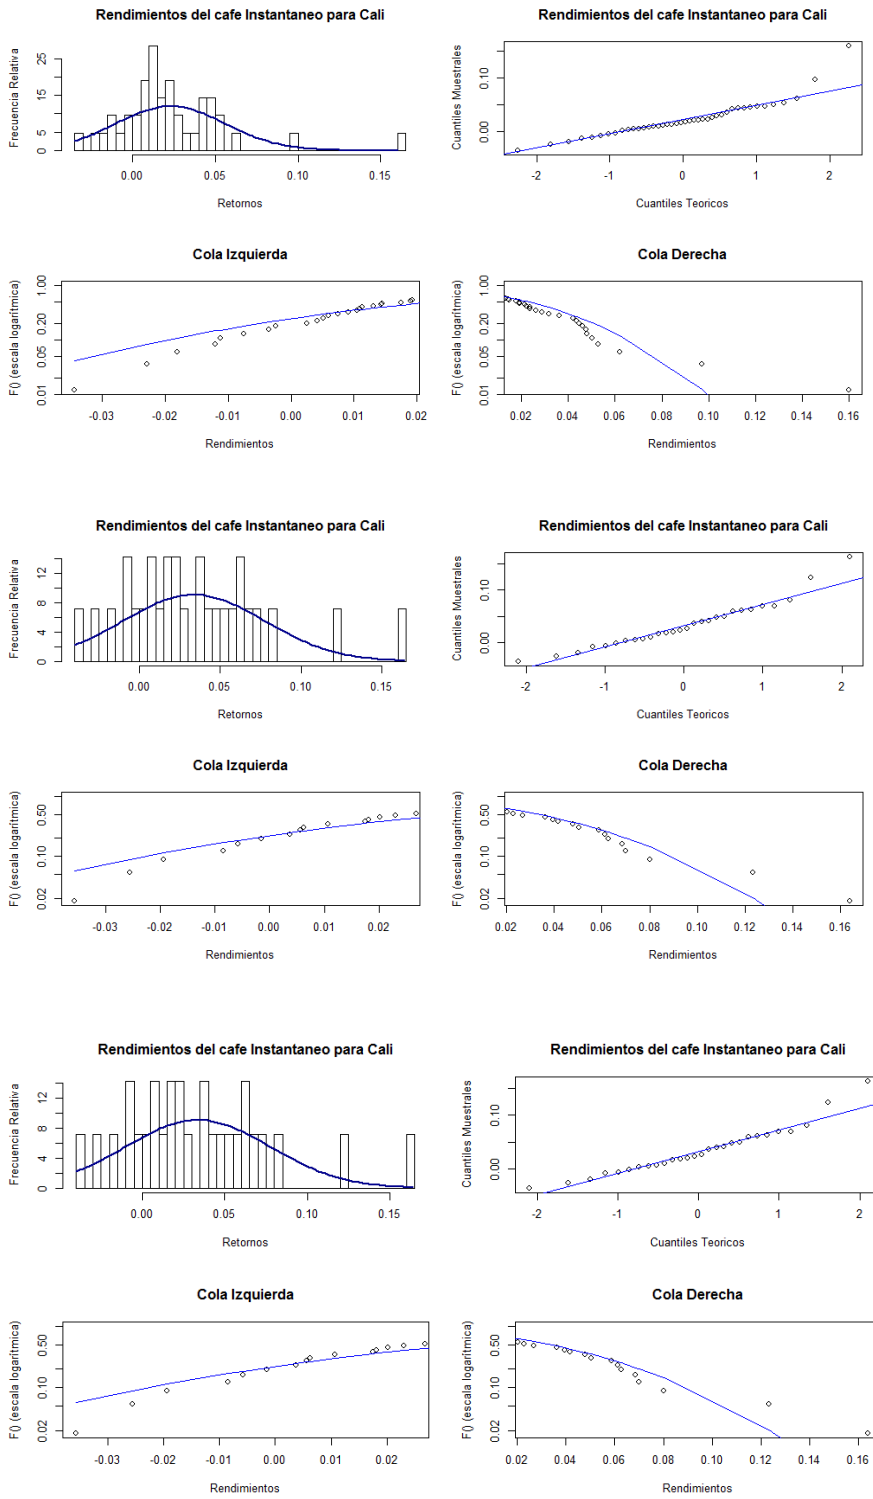 Rendimientos del cafe Instantaneo para Cali
Frecuencia Relativa
25
15
5
0
0.00 0.05 0.10 0.15
Retornos
Rendimientos del cafe Instantaneo para Cali
Cuantiles Muestrales
0.10
0.00
-2 -1 0 1 2
Cuantiles Teoricos
Cola Izquierda
F() (escala logarítmica)
1.00
0.20
0.05
0.01
-0.03 -0.02 -0.01 0.00 0.01 0.02
Rendimientos
Cola Derecha
F() (escala logarítmica)
1.00
0.20
0.05
0.01
0.02 0.04 0.06 0.08 0.10 0.12 0.14 0.16
Rendimientos
Rendimientos del cafe Instantaneo para Cali
Frecuencia Relativa
12
8
4
0
0.00 0.05 0.10 0.15
Retornos
Rendimientos del cafe Instantaneo para Cali
Cuantiles Muestrales
0.10
0.00
-2 -1 0 1 2
Cuantiles Teoricos
Cola Izquierda
F() (escala logarítmica)
0.50
0.10
0.02
-0.03 -0.02 -0.01 0.00 0.01 0.02
Rendimientos
Cola Derecha
F() (escala logarítmica)
0.50
0.10
0.02
0.02 0.04 0.06 0.08 0.10 0.12 0.14 0.16
Rendimientos
Rendimientos del cafe Instantaneo para Cali
Frecuencia Relativa
12
8
4
0
0.00 0.05 0.10 0.15
Retornos
Rendimientos del cafe Instantaneo para Cali
Cuantiles Muestrales
0.10
0.00
-2 -1 0 1 2
Cuantiles Teoricos
Cola Izquierda
F() (escala logarítmica)
0.50
0.10
0.02
-0.03 -0.02 -0.01 0.00 0.01 0.02
Rendimientos
Cola Derecha
F() (escala logarítmica)
0.50
0.10
0.02
0.02 0.04 0.06 0.08 0.10 0.12 0.14 0.16
Rendimientos